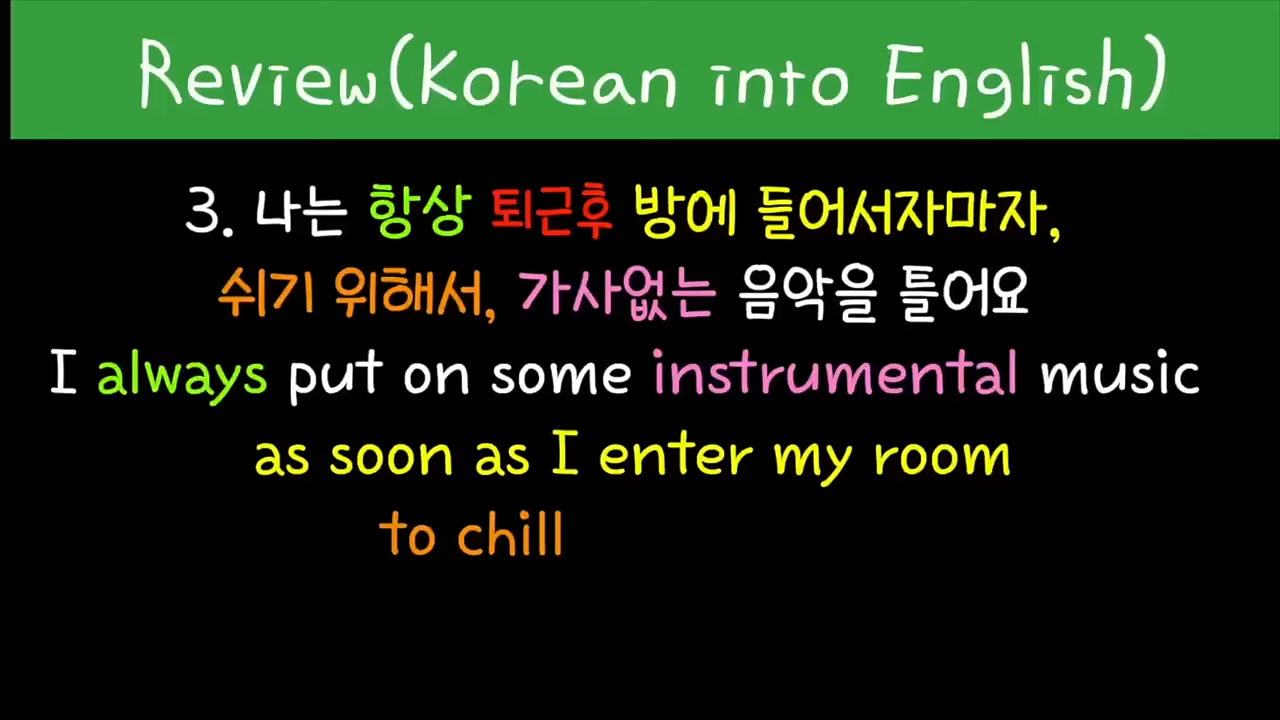 Review(Korean into English)
3. 나는 항상 퇴근후 방에 들어서자마자,
쉬기 위해서, 가사없는 음악을 틀어요
I always put on some instrumental music
as soon as I enter my room
to chill